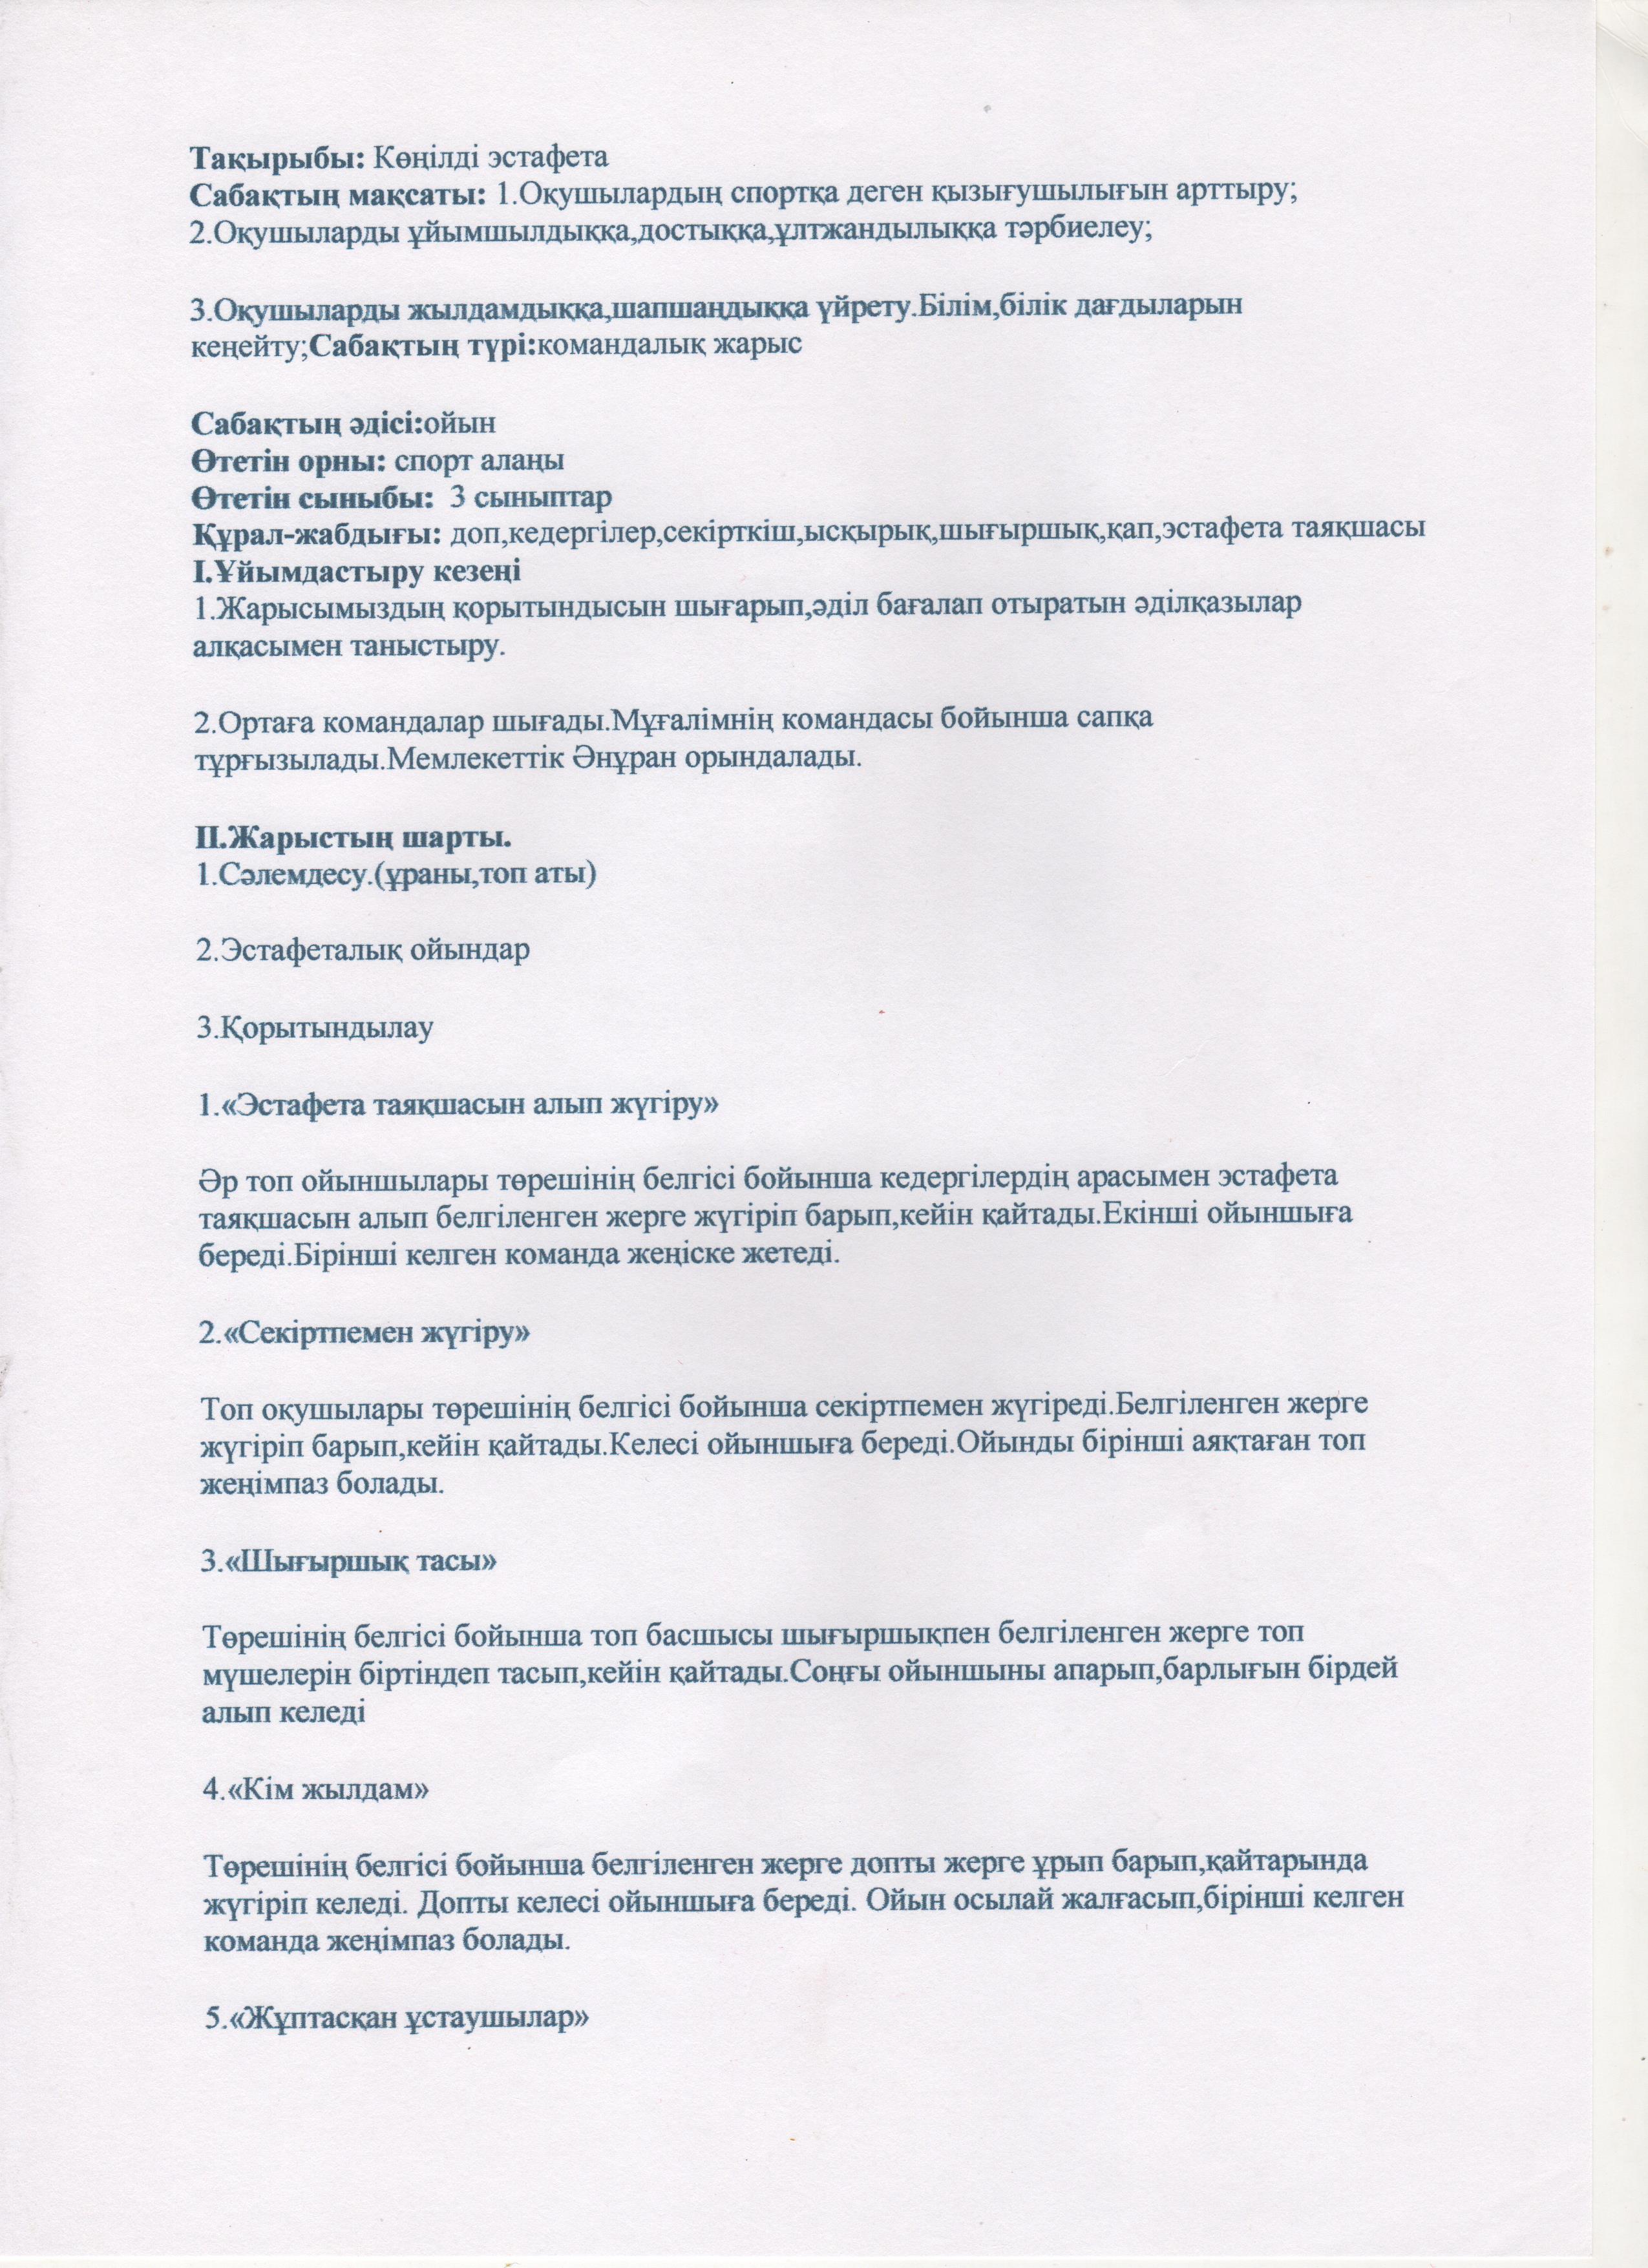 Тақырыбы: Көңілді эстафета
Сабақтың мақсаты: 1.Оқушылардың спортқа деген қызығушылығын арттыру;
2.Оқушыларды ұйымшылдыққа,достыққа,ұлтжандылыққа тәрбиелеу;
3.Оқушыларды жылдамдыққа,шапшаңдыққа үйрету.Білім,білік дағдыларын
кеңейту;Сабақтың түрі:командалық жарыс
Сабақтың әдісі:ойын
Өтетін орны: спорт алаңы
Өтетін сыныбы:  3 сыныптар
Құрал-жабдығы: доп,кедергілер,секірткіш,ысқырық,шығыршық,қап,эстафета таяқшасы
I.Ұйымдастыру кезеңі
1.Жарысымыздың қорытындысын шығарып,әділ бағалап отыратын әділқазылар
алқасымен таныстыру.
2.Ортаға командалар шығады.Мұғалімнің командасы бойынша сапқа
тұрғызылады.Мемлекеттік Әнұран орындалады.
II.Жарыстың шарты.
1.Сәлемдесу.(ұраны,топ аты)
2.Эстафеталық ойындар
3.Қорытындылау
1.«Эстафета таяқшасын алып жүгіру»
Әр топ ойыншылары төрешінің белгісі бойынша кедергілердің арасымен эстафета
таяқшасын алып белгіленген жерге жүгіріп барып,кейін қайтады.Екінші ойыншыға
береді.Бірінші келген команда жеңіске жетеді.
2.«Секіртпемен жүгіру»
Топ оқушылары төрешінің белгісі бойынша секіртпемен жүгіреді.Белгіленген жерге
жүгіріп барып,кейін қайтады.Келесі ойыншыға береді.Ойынды бірінші аяқтаған топ
жеңімпаз болады.
3.«Шығыршық тасы»
Төрешінің белгісі бойынша топ басшысы шығыршықпен белгіленген жерге топ
мүшелерін біртіндеп тасып,кейін қайтады.Соңғы ойыншыны апарып,барлығын бірдей
алып келеді
4.«Кім жылдам»
Төрешінің белгісі бойынша белгіленген жерге допты жерге ұрып барып,қайтарында
жүгіріп келеді. Допты келесі ойыншыға береді. Ойын осылай жалғасып,бірінші келген
команда жеңімпаз болады.
5.«Жұптасқан ұстаушылар»